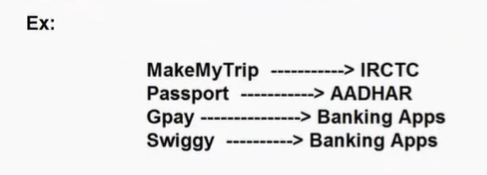 Ex:
MakeMyTrip -----------> IRCTC
Passport -----------> AADHAR
Gpay ---------------> Banking Apps
Swiggy ----------> Banking Apps